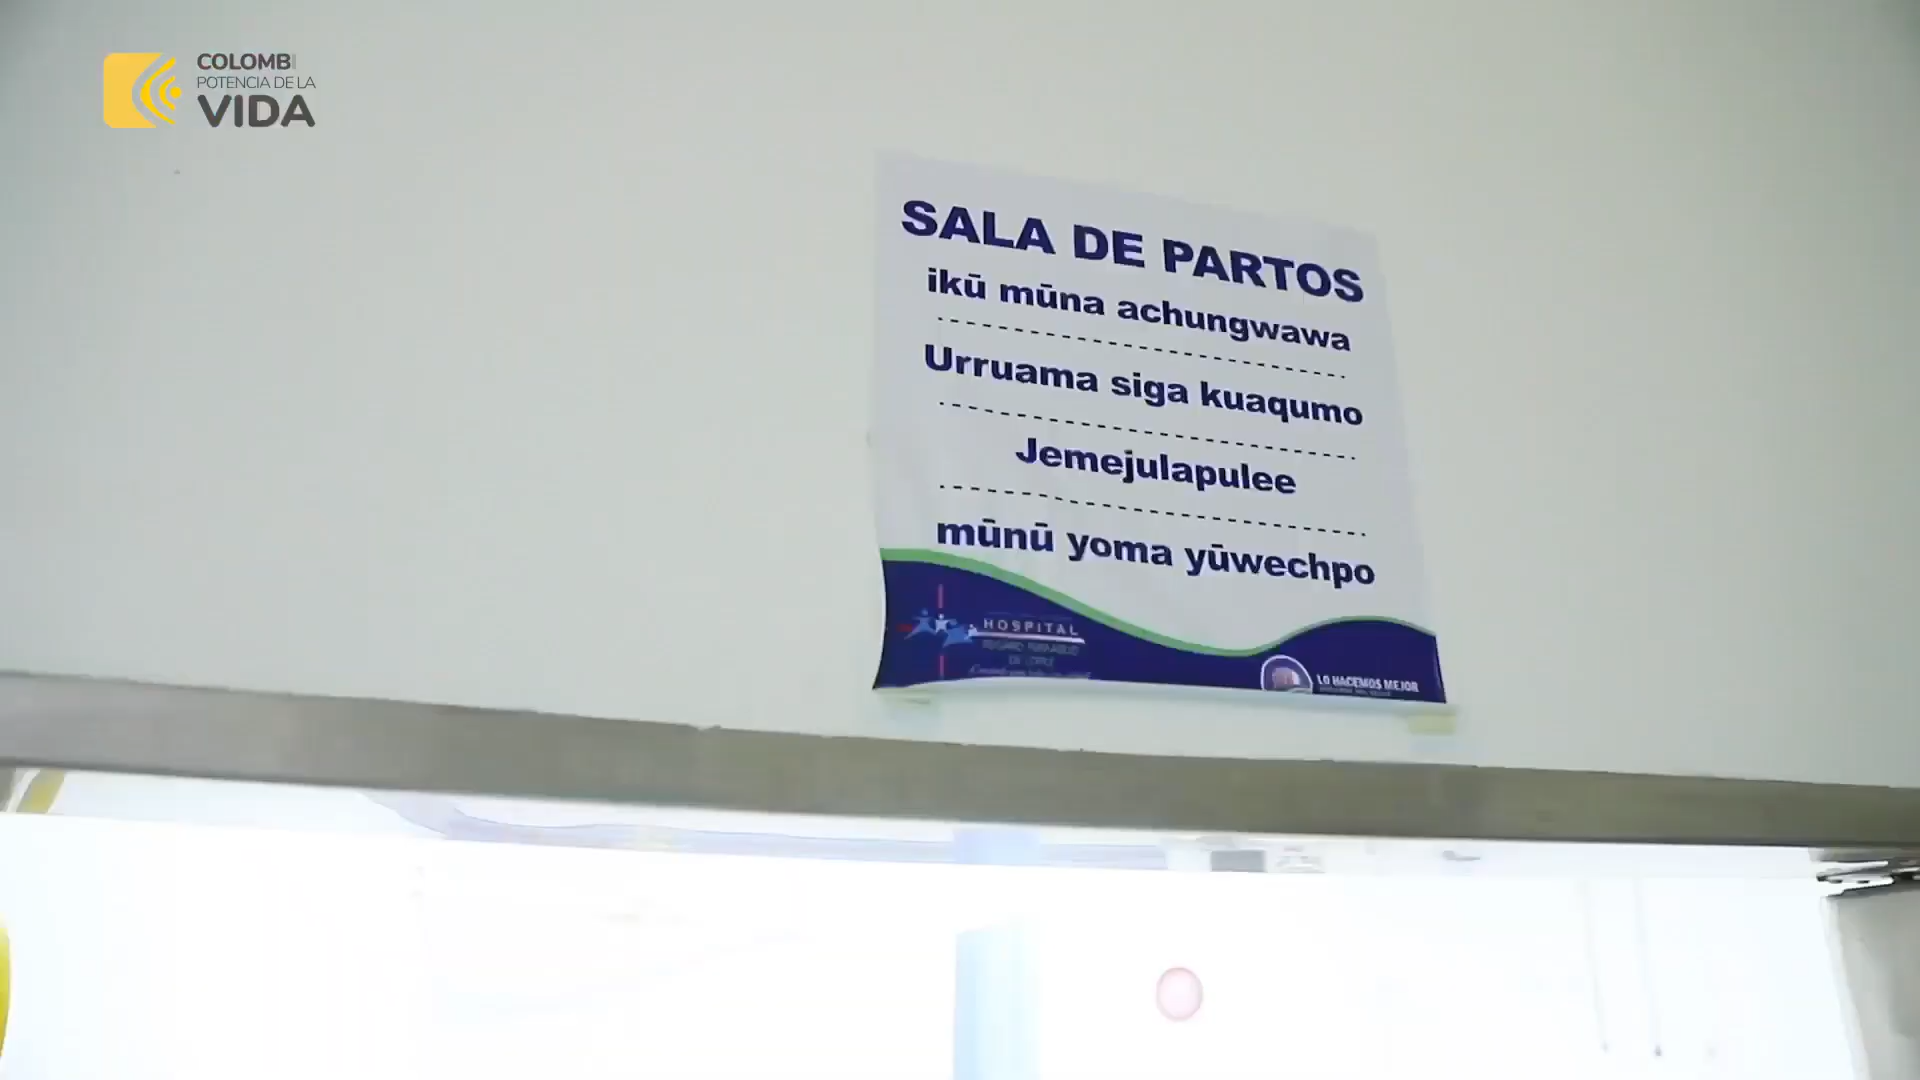 COLOMBI
POTENCIA DE LA
VIDA
SALA DE PARTOS
ikū mūna achungwawa
Urruama siga kuaqumo
Jemejulapulee
mūnū yoma yūwechpo
HOSPITAL
LO HACEMOS MEJOR